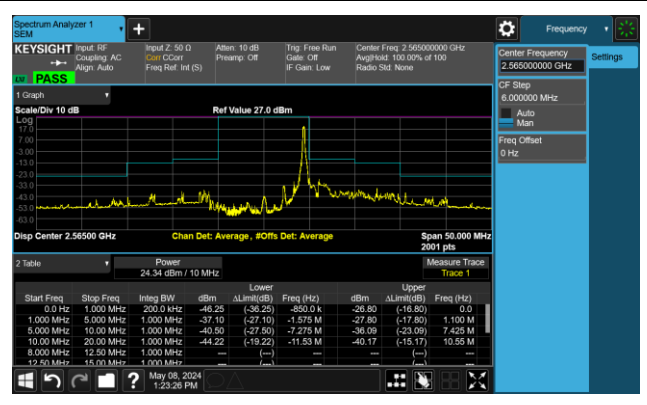 Spectrum Analyzer 1
SEM
Frequency
KEYSIGHT
Input: RF
Coupling: AC
Align: Auto
Input Z: 50 Ω
Corr CCorr
Freq Ref: Int (S)
Atten: 10 dB
Preamp: Off
Trig: Free Run
Gate: Off
IF Gain: Low
Center Freq: 2.565000000 GHz
Avg|Hold: 100.00% of 100
Radio Std: None
LU PASS
Center Frequency
2.565000000 GHz
Settings
CF Step
6.000000 MHz
Auto
Man
Freq Offset
0 Hz
1 Graph
Scale/Div 10 dB
Ref Value 27.0 dBm
Log
17.0
7.00
-3.00
-13.0
-23.0
-33.0
-43.0
-53.0
-63.0
Disp Center 2.56500 GHz
Chan Det: Average, #Offs Det: Average
Span 50.000 MHz
2001 pts
2 Table
Power
24.34 dBm / 10 MHz
Measure Trace
Trace 1
Lower Upper
Start Freq Stop Freq Integ BW dBm ΔLimit(dB) Freq (Hz) dBm ΔLimit(dB) Freq (Hz)
0.0 Hz 1.000 MHz 200.0 kHz -46.25 (-36.25) -850.0 k -26.80 (-16.80) 0.0
1.000 MHz 5.000 MHz 1.000 MHz -37.10 (-27.10) -1.575 M -27.80 (-17.80) 1.100 M
5.000 MHz 10.00 MHz 1.000 MHz -40.50 (-27.50) -7.275 M -36.09 (-23.09) 7.425 M
10.00 MHz 20.00 MHz 1.000 MHz -44.22 (-19.22) -11.53 M -40.17 (-15.17) 10.55 M
8.000 MHz 12.50 MHz 1.000 MHz --- (---) --- --- (---) ---
12.50 MHz 15.00 MHz 1.000 MHz --- (---) --- --- (---) ---
May 08, 2024
1:23:26 PM